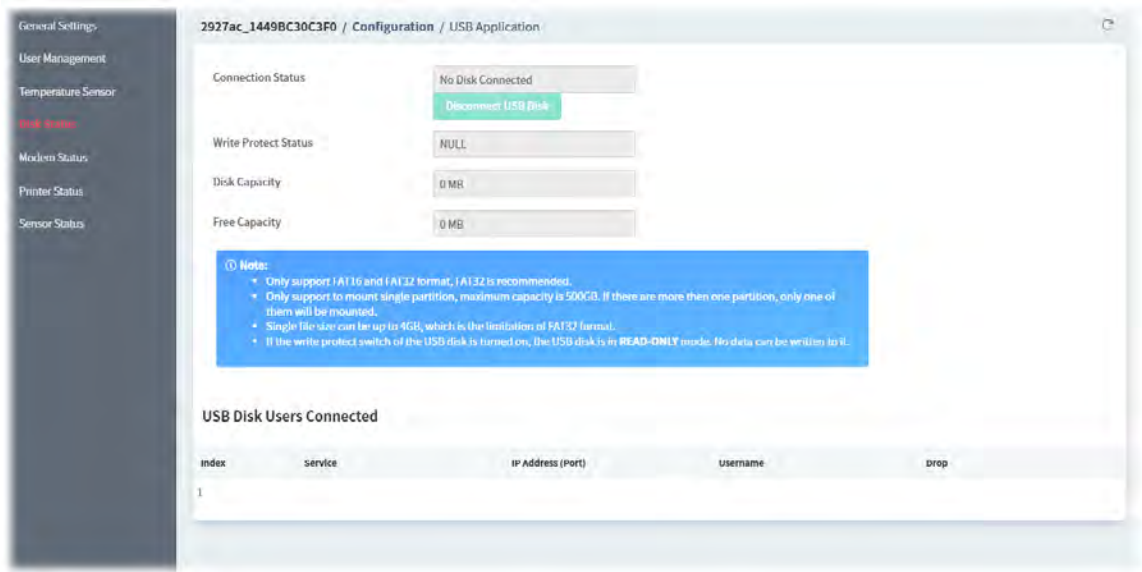 General Settings
User Management
Temperature Sensor
Disk Status
Modem Status
Printer Status
Sensor Status
2927ac_1449BC30C3F0 / Configuration / USB Application
Connection Status
No Disk Connected
Disconnect USB Disk
Write Protect Status
NULL
Disk Capacity
0 MB
Free Capacity
0 MB
Note:
Only support FAT16 and FAT32 format, FAT32 is recommended.
Only support to mount single partition, maximum capacity is 500GB. If there are more then one partition, only one of
them will be mounted.
Single file size can be up to 4GB, which is the limitation of FAT32 format.
If the write protect switch of the USB disk is turned on, the USB disk is in READ-ONLY mode. No data can be written to it.
USB Disk Users Connected
Index Service IP Address (Port) Username Drop
1